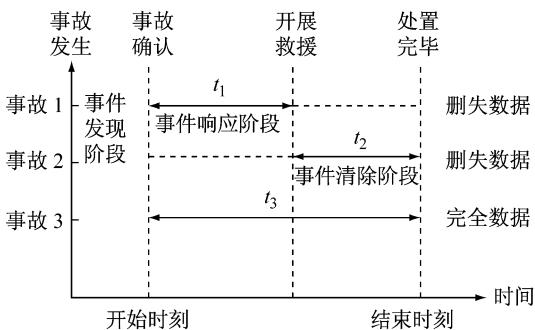 事故
发生
事故
确认
开展
救援
处置
完毕
事故 1
事件
发现
阶段
t1
事件响应阶段
删失数据
事故 2
t2
事件清除阶段
删失数据
事故 3
t3
完全数据
时间
开始时刻
结束时刻